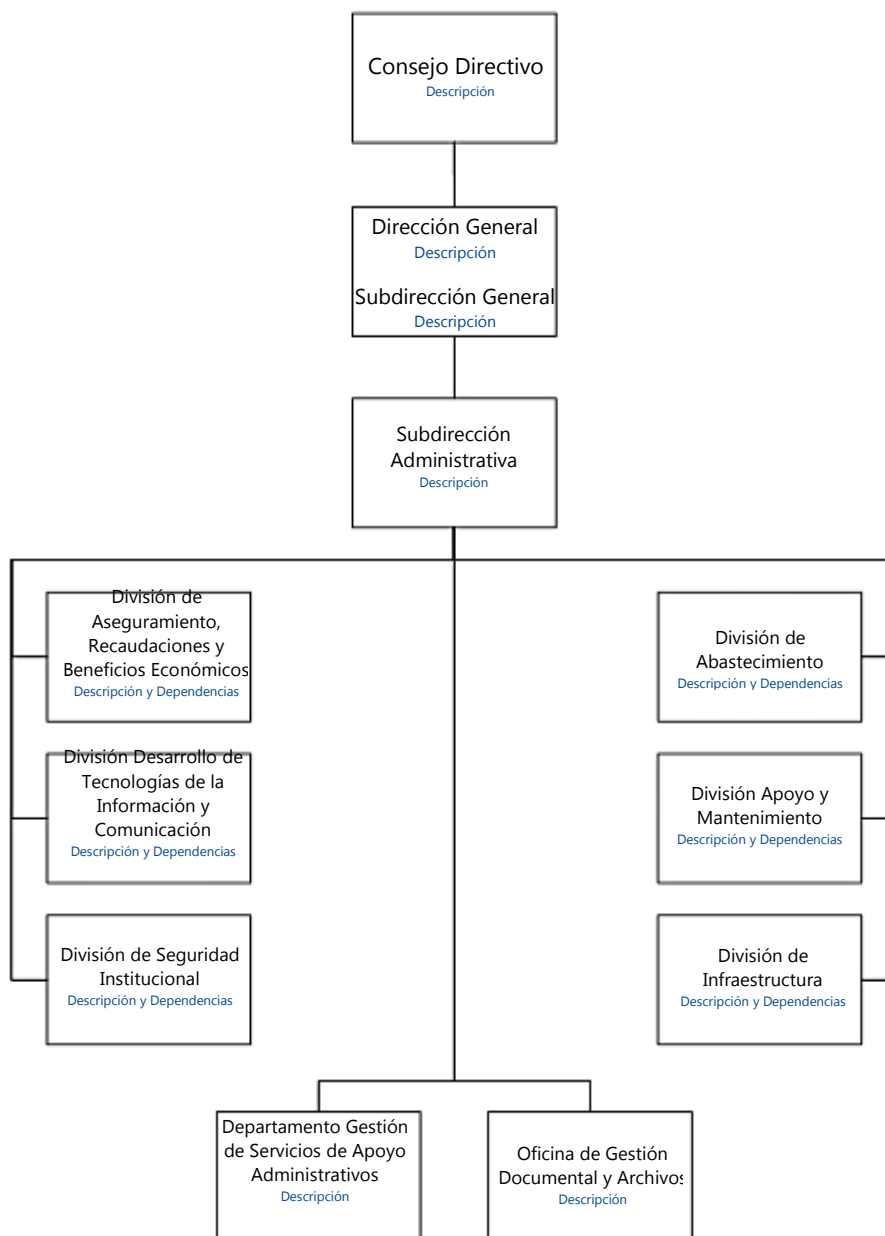 Consejo Directivo
Descripción
Dirección General
Descripción
Subdirección General
Descripción
Subdirección
Administrativa
Descripción
División de
Aseguramiento,
Recaudaciones y
Beneficios Económicos
Descripción y Dependencias
División de
Abastecimiento
Descripción y Dependencias
División Desarrollo de
Tecnologías de la
Información y
Comunicación
Descripción y Dependencias
División Apoyo y
Mantenimiento
Descripción y Dependencias
División de Seguridad
Institucional
Descripción y Dependencias
División de
Infraestructura
Descripción y Dependencias
Departamento Gestión
de Servicios de Apoyo
Administrativos
Descripción
Oficina de Gestión
Documental y Archivos
Descripción